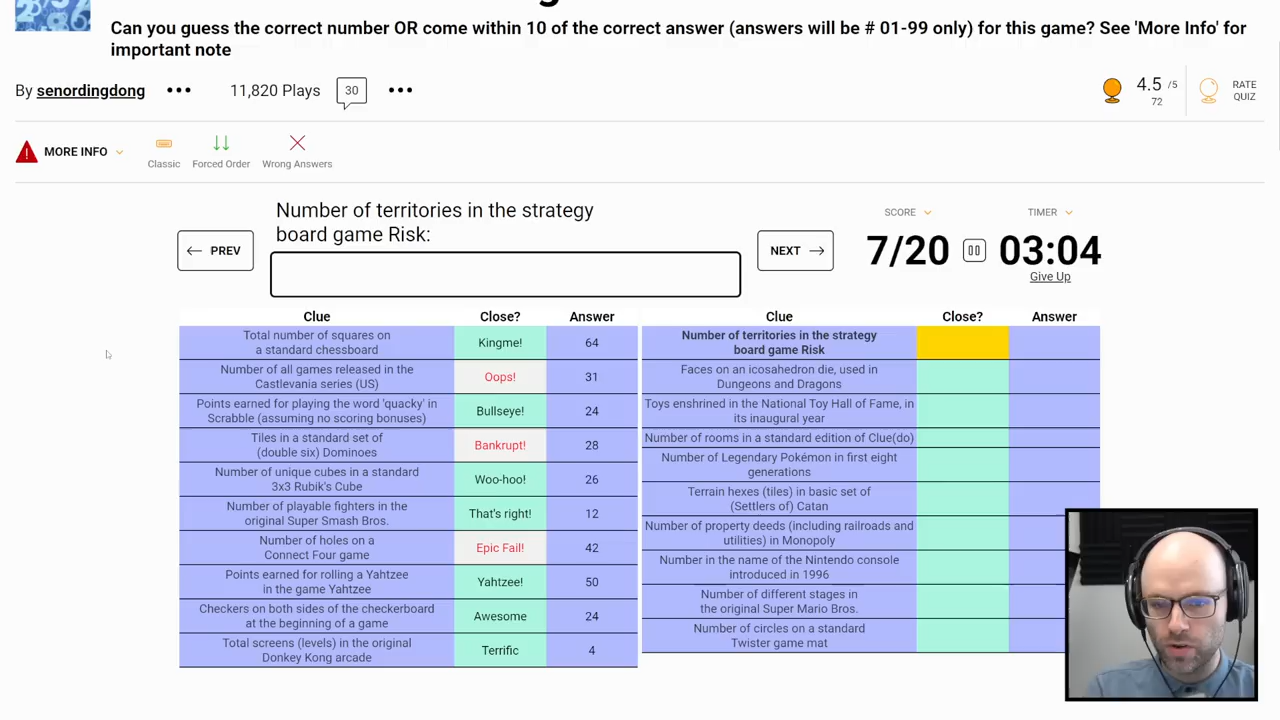 Can you guess the correct number OR come within 10 of the correct answer (answers will be # 01-99 only) for this game? See 'More Info' for
important note
By senordingdong ••• 11,820 Plays 30 •••
4.5 /5
72
RATE
QUIZ
MORE INFO
Classic
Forced Order
Wrong Answers
Number of territories in the strategy
board game Risk:
← PREV
NEXT →
SCORE
7/20
TIMER
03:04
Give Up
Clue Close? Answer
Total number of squares on
a standard chessboard
Kingme! 64
Number of all games released in the
Castlevania series (US)
Oops! 31
Points earned for playing the word 'quacky' in
Scrabble (assuming no scoring bonuses)
Bullseye! 24
Tiles in a standard set of
(double six) Dominoes
Bankrupt! 28
Number of unique cubes in a standard
3x3 Rubik's Cube
Woo-hoo! 26
Number of playable fighters in the
original Super Smash Bros.
That's right! 12
Number of holes on a
Connect Four game
Epic Fail! 42
Points earned for rolling a Yahtzee
in the game Yahtzee
Yahtzee! 50
Checkers on both sides of the checkerboard
at the beginning of a game
Awesome 24
Total screens (levels) in the original
Donkey Kong arcade
Terrific 4
Clue Close? Answer
Number of territories in the strategy
board game Risk
Faces on an icosahedron die, used in
Dungeons and Dragons
Toys enshrined in the National Toy Hall of Fame, in
its inaugural year
Number of rooms in a standard edition of Clue(do)
Number of Legendary Pokémon in first eight
generations
Terrain hexes (tiles) in basic set of
(Settlers of) Catan
Number of property deeds (including railroads and
utilities) in Monopoly
Number in the name of the Nintendo console
introduced in 1996
Number of different stages in
the original Super Mario Bros.
Number of circles on a standard
Twister game mat